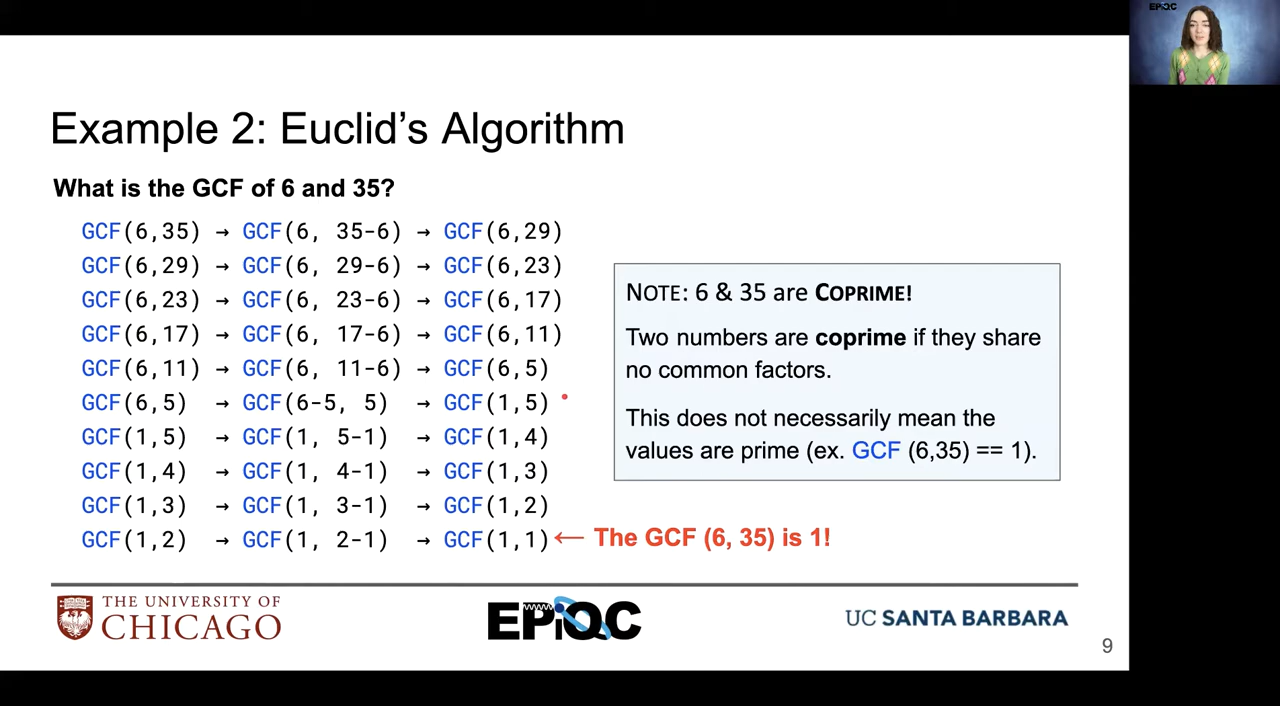 EPiQC
Example 2: Euclid's Algorithm
What is the GCF of 6 and 35?
GCF(6,35) → GCF(6, 35-6) → GCF(6,29)
GCF(6,29) → GCF(6, 29-6) → GCF(6,23)
GCF(6,23) → GCF(6, 23-6) → GCF(6,17)
GCF(6,17) → GCF(6, 17-6) → GCF(6,11)
GCF(6,11) → GCF(6, 11-6) → GCF(6,5)
GCF(6,5) → GCF(6-5, 5) → GCF(1,5)
GCF(1,5) → GCF(1, 5-1) → GCF(1,4)
GCF(1,4) → GCF(1, 4-1) → GCF(1,3)
GCF(1,3) → GCF(1, 3-1) → GCF(1,2)
GCF(1,2) → GCF(1, 2-1) → GCF(1,1) ← The GCF (6, 35) is 1!
NOTE: 6 & 35 are COPRIME!
Two numbers are coprime if they share
no common factors.
This does not necessarily mean the
values are prime (ex. GCF (6,35) == 1).
THE UNIVERSITY OF
CHICAGO
EPiQC
UC SANTA BARBARA
9